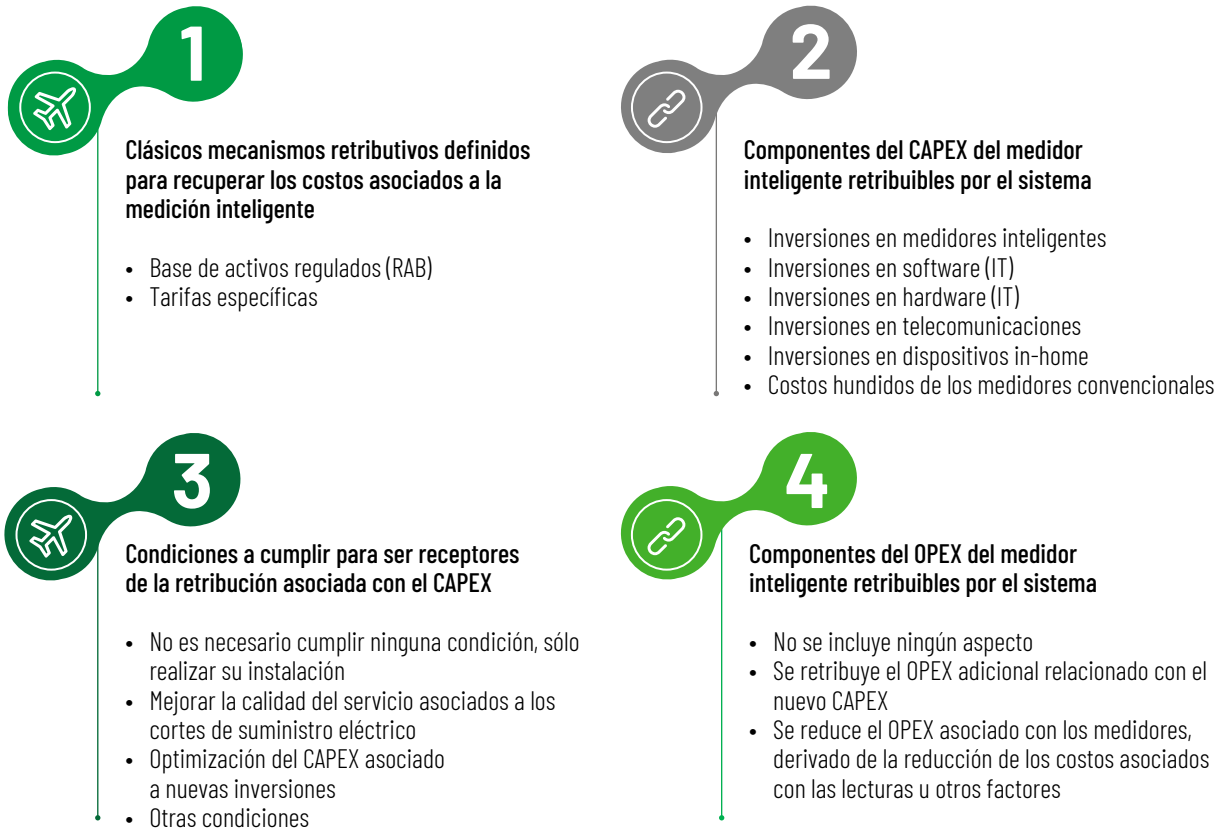 1
Clásicos mecanismos retributivos definidos
para recuperar los costos asociados a la
medición inteligente
• Base de activos regulados (RAB)
• Tarifas específicas
2
Componentes del CAPEX del medidor
inteligente retribuibles por el sistema
• Inversiones en medidores inteligentes
• Inversiones en software (IT)
• Inversiones en hardware (IT)
• Inversiones en telecomunicaciones
• Inversiones en dispositivos in-home
• Costos hundidos de los medidores convencionales
3
Condiciones a cumplir para ser receptores
de la retribución asociada con el CAPEX
• No es necesario cumplir ninguna condición, sólo
realizar su instalación
• Mejorar la calidad del servicio asociados a los
cortes de suministro eléctrico
• Optimización del CAPEX asociado
a nuevas inversiones
• Otras condiciones
4
Componentes del OPEX del medidor
inteligente retribuibles por el sistema
• No se incluye ningún aspecto
• Se retribuye el OPEX adicional relacionado con el
nuevo CAPEX
• Se reduce el OPEX asociado con los medidores,
derivado de la reducción de los costos asociados
con las lecturas u otros factores